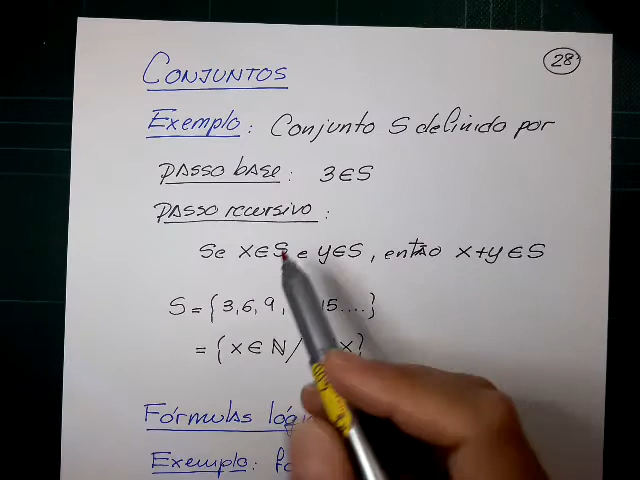 CONJUNTOS
28
Exemplo: Conjunto S definido por
PASSO bASE: 3∈S
PASSO recursivo:
Se x∈S e y∈S, então x+y∈S
S = {3, 6, 9, 15....}
= {x∈ℕ/ x}
Fórmulas
Exemplo: